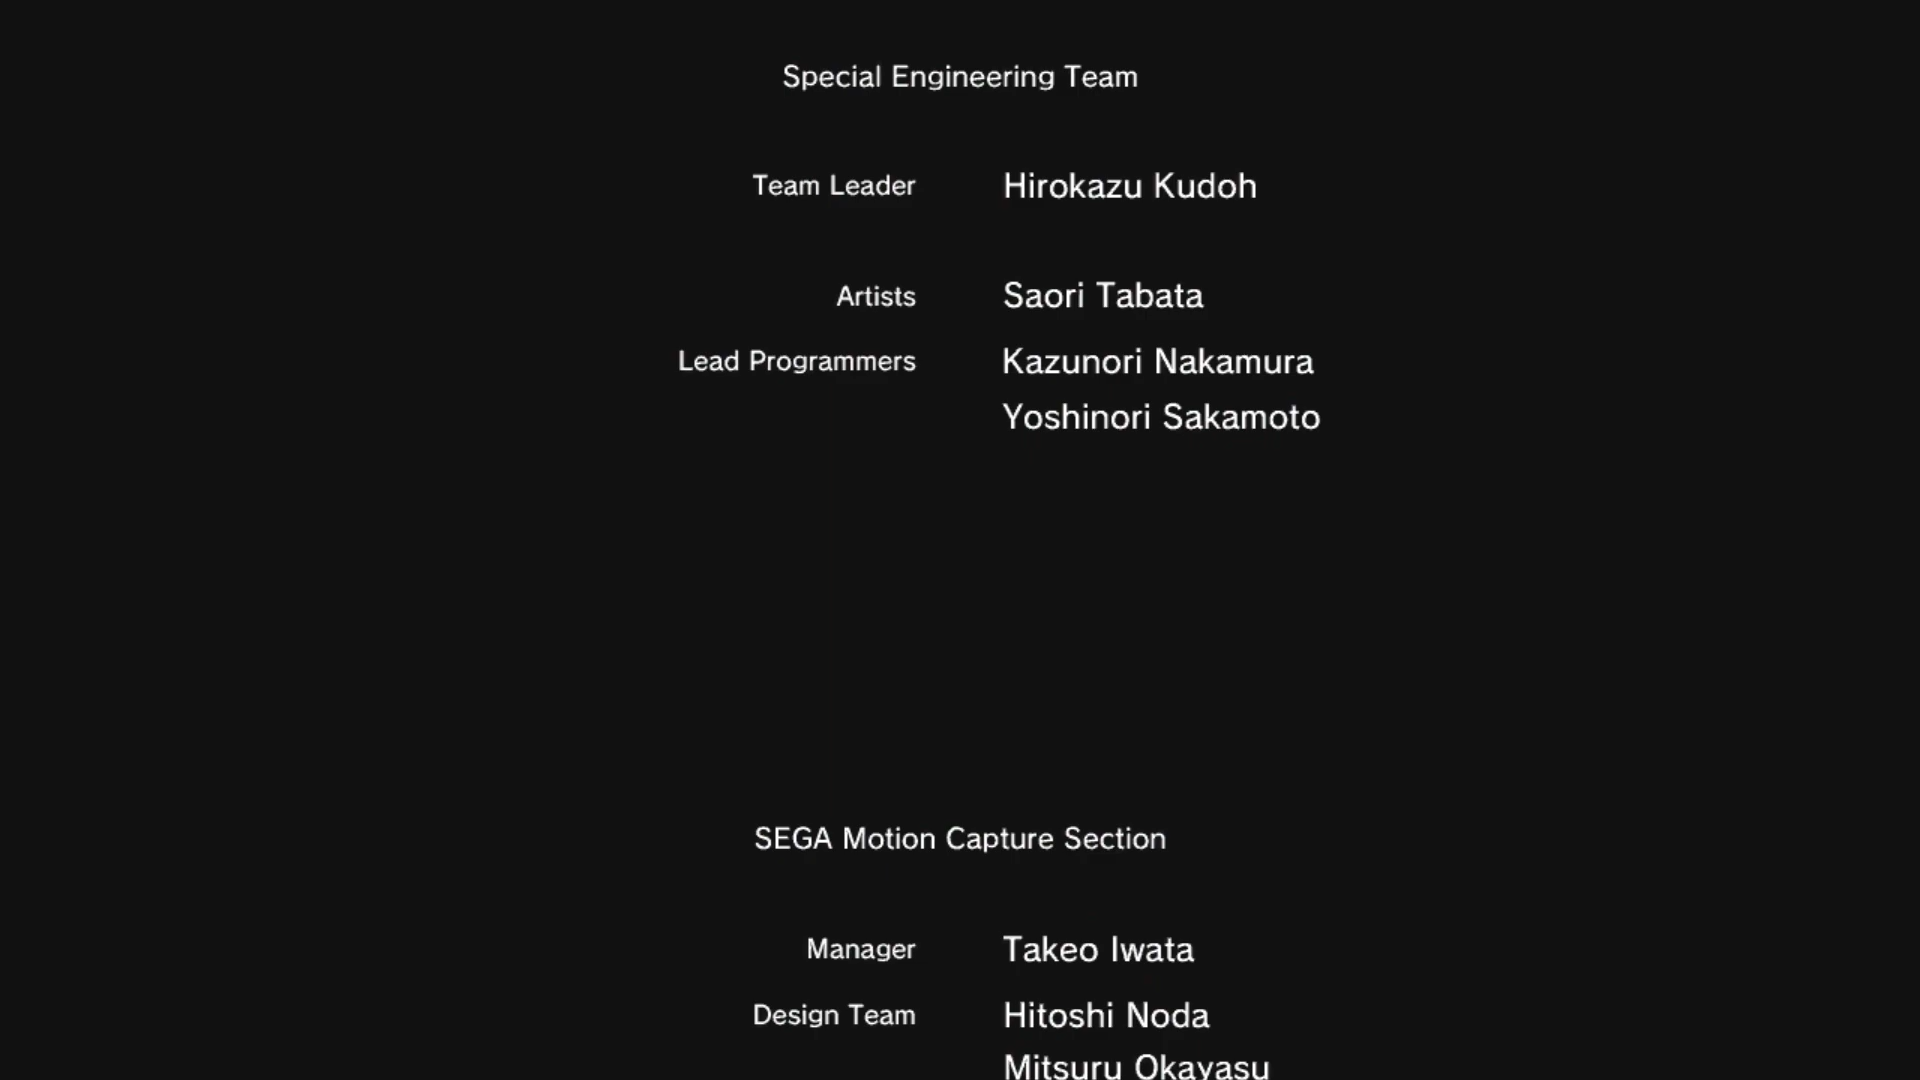 Special Engineering Team
Team Leader Hirokazu Kudoh
Artists Saori Tabata
Lead Programmers Kazunori Nakamura
Yoshinori Sakamoto
SEGA Motion Capture Section
Manager Takeo Iwata
Design Team Hitoshi Noda
Mitsuru Okayasu